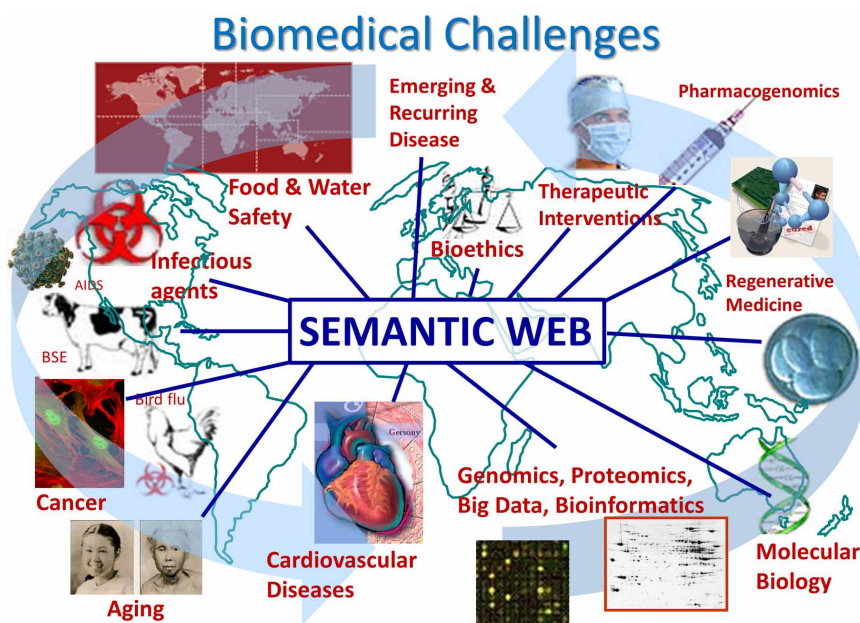 Biomedical Challenges
Emerging &
Recurring
Disease
Pharmacogenomics
Food & Water
Safety
Therapeutic
Interventions
Bioethics
Infectious
agents
AIDS
cured
Regenerative
Medicine
SEMANTIC WEB
BSE
Bird flu
G
Gersony
Cancer
Genomics, Proteomics,
Big Data, Bioinformatics
Cardiovascular
Diseases
Molecular
Biology
Aging